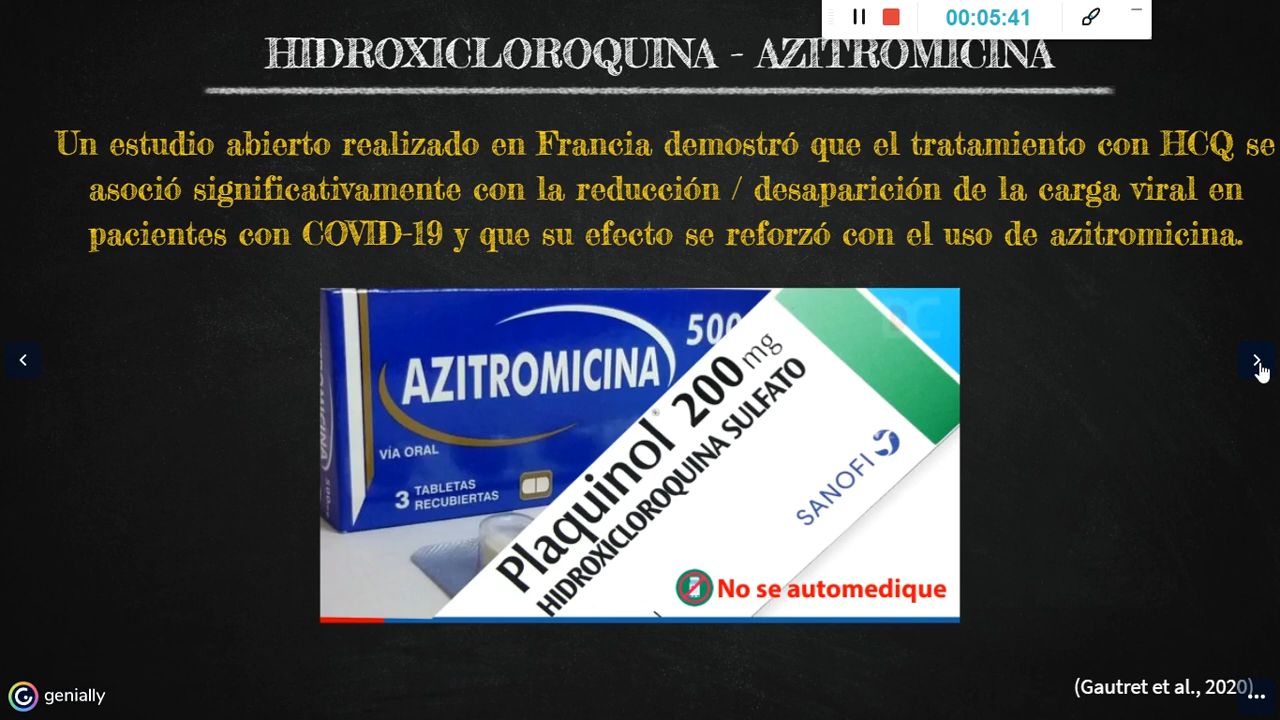 00:05:41
HIDROXICLOROQUINA - AZITROMICINA
Un estudio abierto realizado en Francia demostró que el tratamiento con HCQ se
asoció significativamente con la reducción / desaparición de la carga viral en
pacientes con COVID-19 y que su efecto se reforzó con el uso de azitromicina.
500
AZITROMICINA
VÍA ORAL
3 TABLETAS
RECUBIERTAS
Plaquinol® 200 mg
HIDROXICLOROQUINA SULFATO
SANOFI
No se automedique
(Gautret et al., 2020)
genially